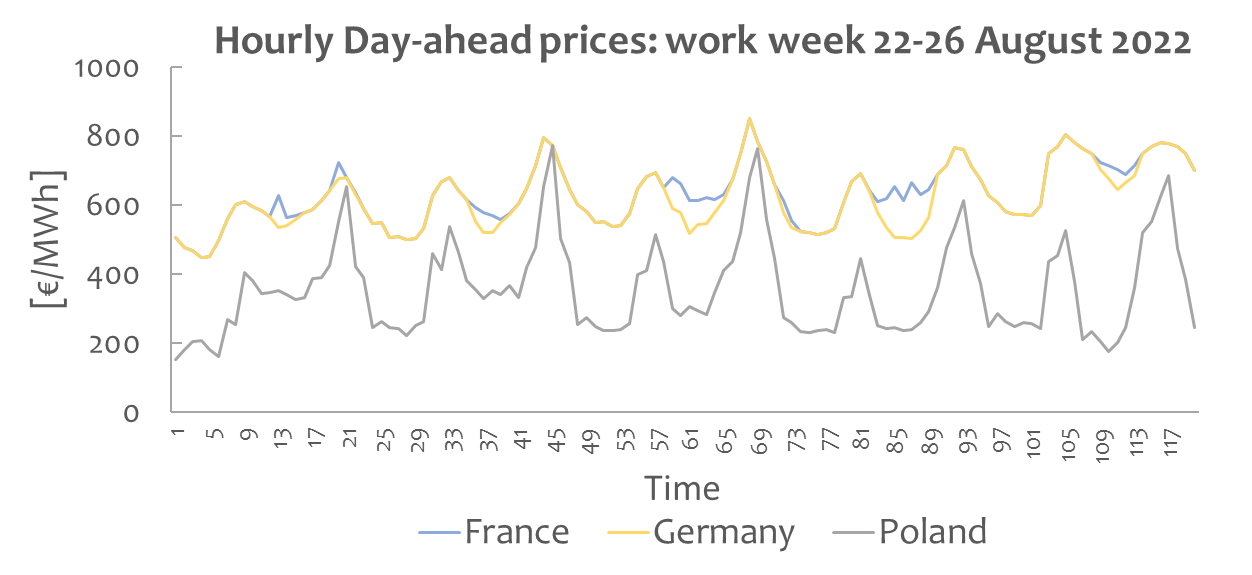 Hourly Day-ahead prices: work week 22-26 August 2022
[€/MWh]
1000
800
600
400
200
0
1 5 9 13 17 21 25 29 33 37 41 45 49 53 57 61 65 69 73 77 81 85 89 93 97 101 105 109 113 117
Time
France Germany Poland